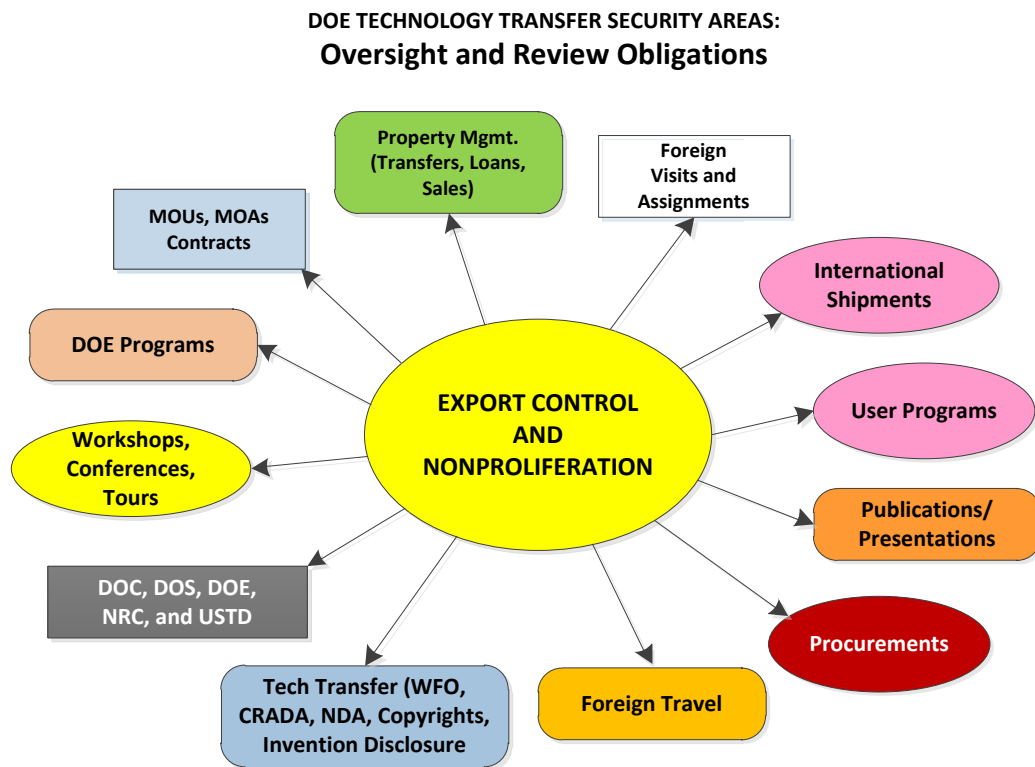 DOE TECHNOLOGY TRANSFER SECURITY AREAS:
Oversight and Review Obligations
Property Mgmt.
(Transfers, Loans,
Sales)
Foreign
Visits and
Assignments
MOUs, MOAs
Contracts
International
Shipments
DOE Programs
EXPORT CONTROL
AND
NONPROLIFERATION
User Programs
Workshops,
Conferences,
Tours
Publications/
Presentations
DOC, DOS, DOE,
NRC, and USTD
Procurements
Tech Transfer (WFO,
CRADA, NDA, Copyrights,
Invention Disclosure
Foreign Travel